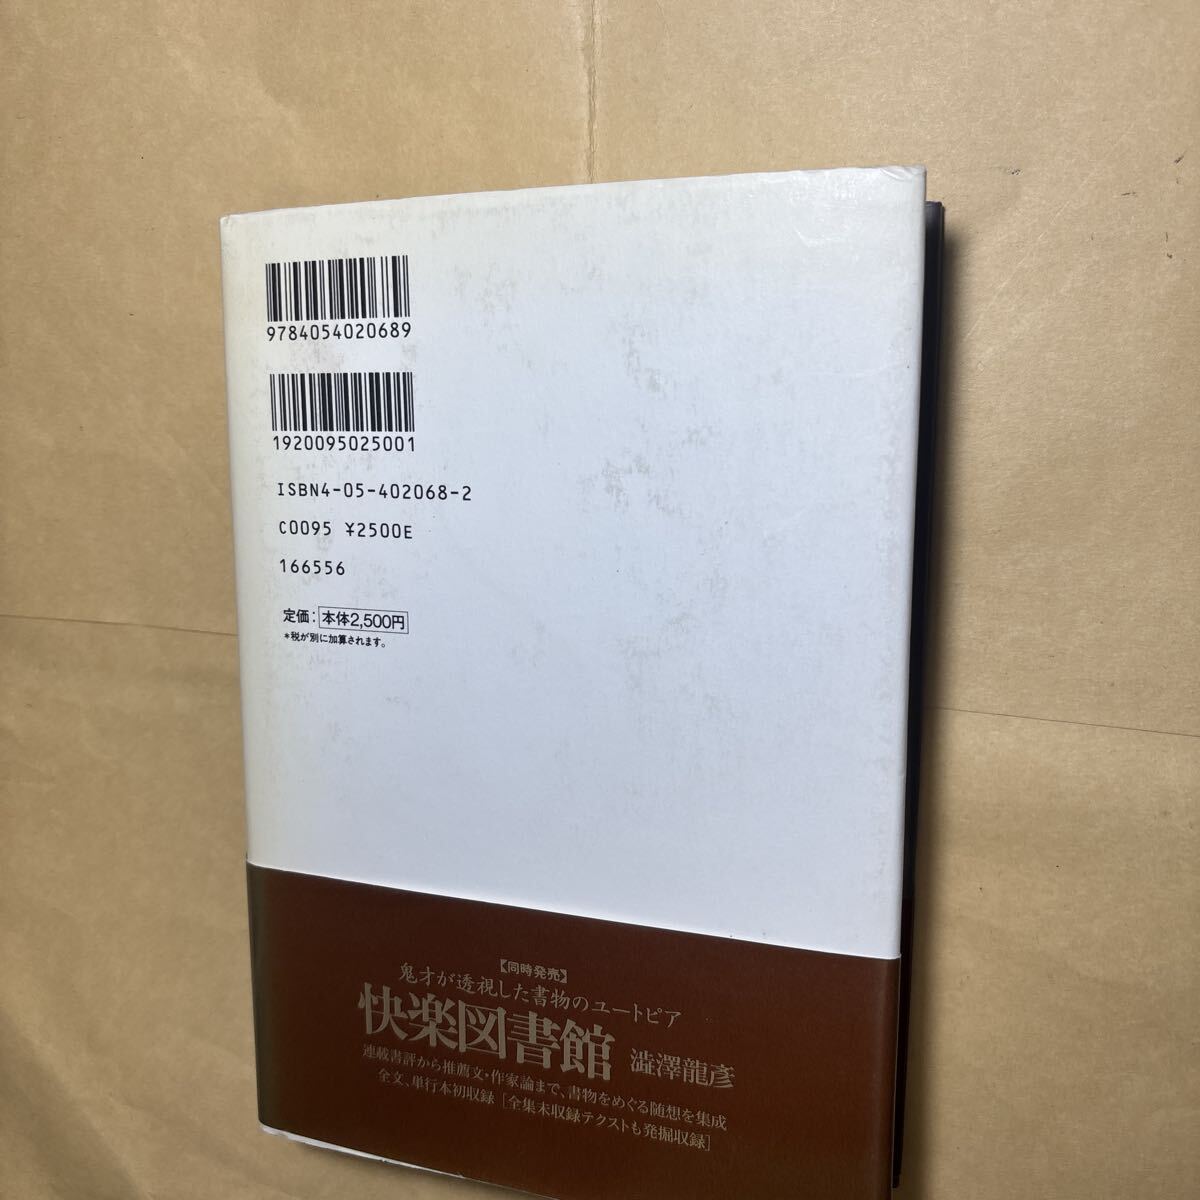 9784054020689
1920095025001
ISBN4-05-402068-2
C0095 ¥2500E
166556
定価：本体2,500円
＊税が別に加算されます。
【同時発売】
鬼才が透視した書物のユートピア
快楽図書館 澁澤龍彦
連載書評から推薦文・作家論まで、書物をめぐる随想を集成
全文、単行本初収録［全集未収録テクストも発掘収録］